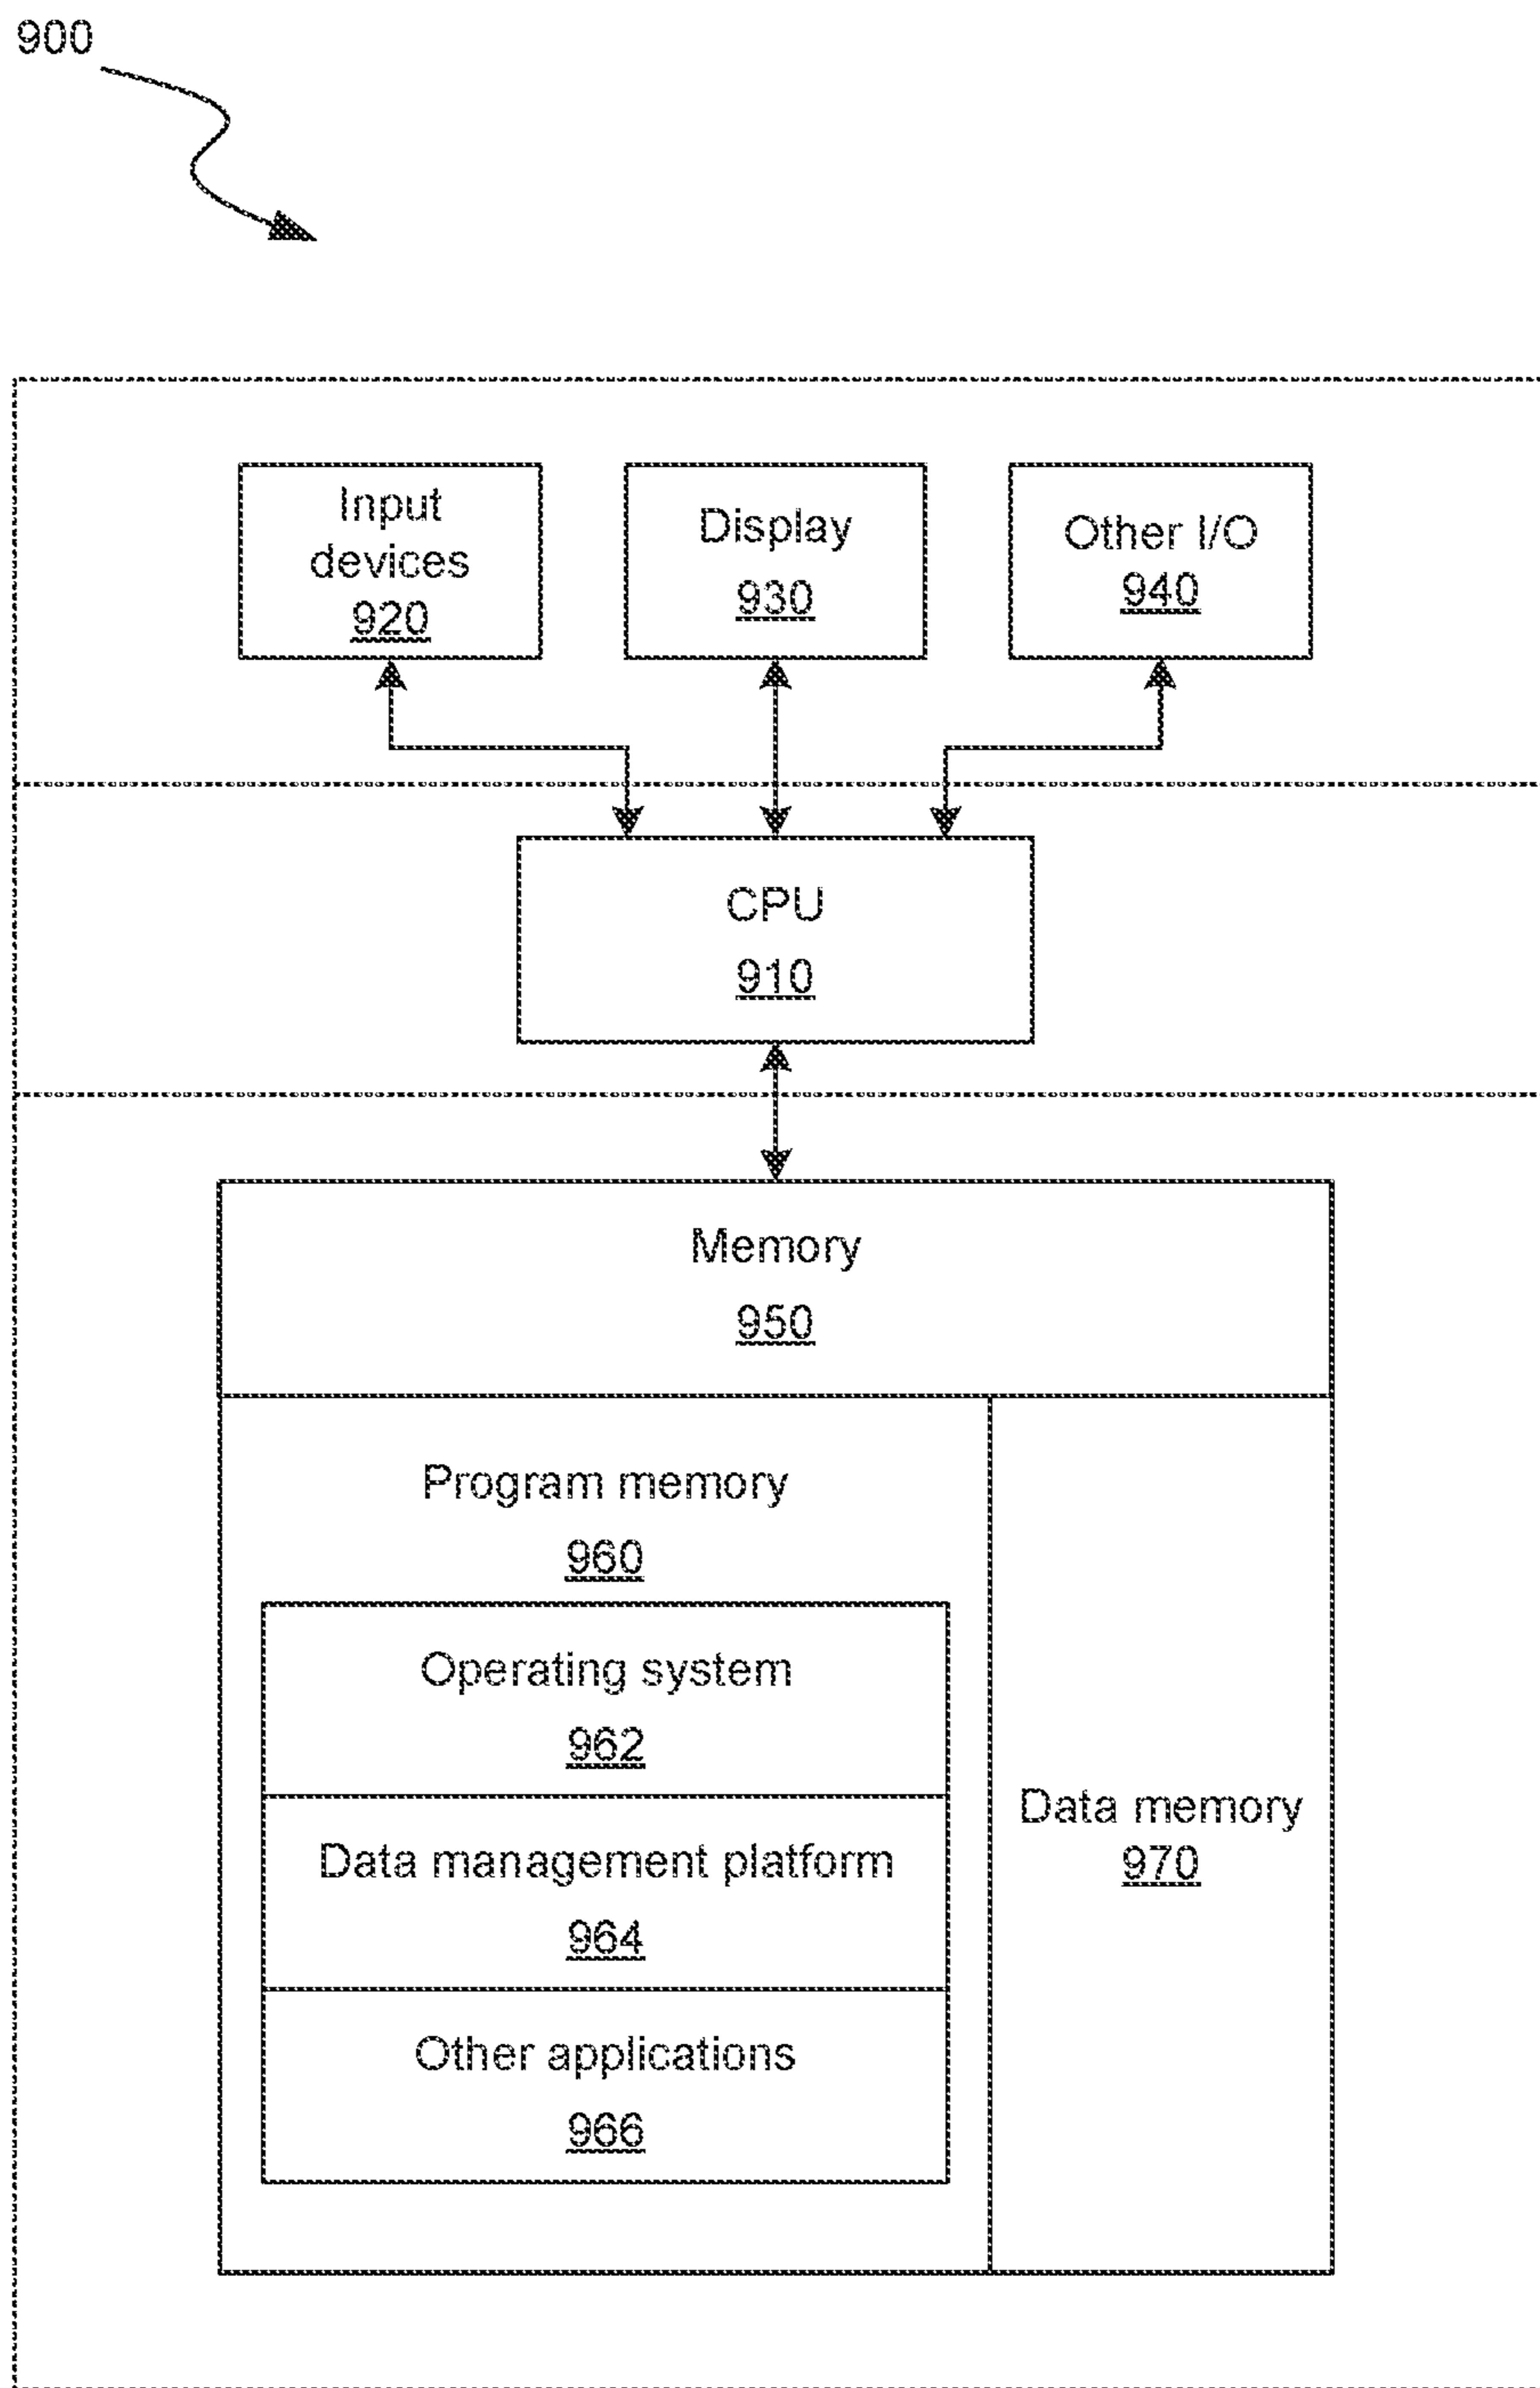 900
Input
devices
920
Display
930
Other I/O
940
CPU
910
Memory
950
Program memory
960
Operating system
962
Data management platform
964
Other applications
966
Data memory
970